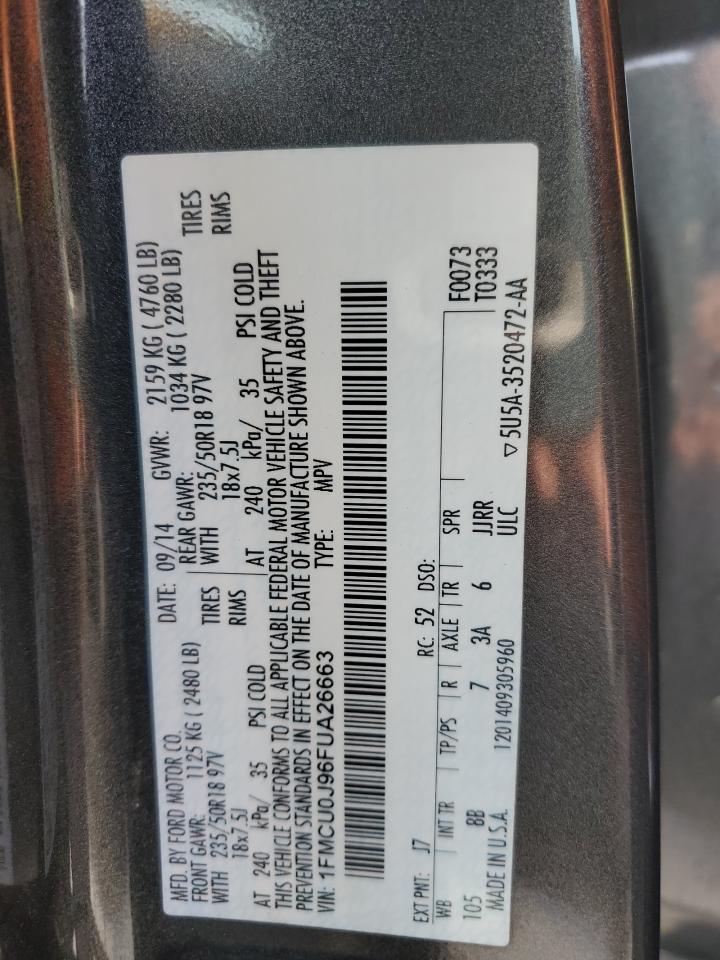 MFD. BY FORD MOTOR CO. DATE: 09/14 GVWR: 2159 KG ( 4760 LB)
FRONT GAWR: 1125 KG ( 2480 LB) REAR GAWR: 1034 KG ( 2280 LB)
WITH 235/50R18 97V TIRES WITH 235/50R18 97V TIRES
18x7.5J RIMS 18x7.5J RIMS
AT 240 kPa/ 35 PSI COLD AT 240 kPa/ 35 PSI COLD
THIS VEHICLE CONFORMS TO ALL APPLICABLE FEDERAL MOTOR VEHICLE SAFETY AND THEFT
PREVENTION STANDARDS IN EFFECT ON THE DATE OF MANUFACTURE SHOWN ABOVE.
VIN: 1FMCU0J96FUA26663 TYPE: MPV
EXT PNT: J7 RC: 52 DSO: F0073
WB INT TR TP/PS R AXLE TR SPR T0333
105 BB 7 3A 6 JJRR
MADE IN U.S.A. 1201409305960 ULC ▽ 5U5A-3520472-AA